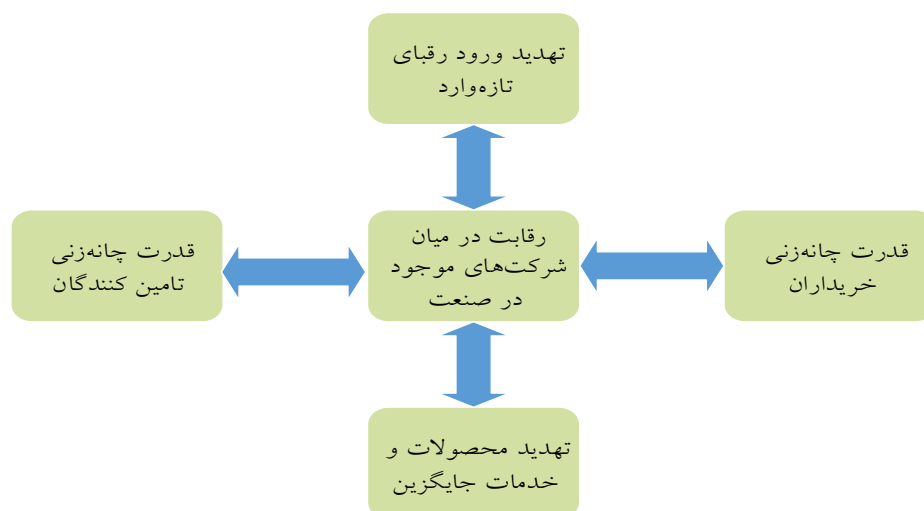 تهدید ورود رقبای
تازه‌وارد
قدرت چانه‌زنی
خریداران
رقابت در میان
شرکت‌های موجود
در صنعت
قدرت چانه‌زنی
تامین کنندگان
تهدید محصولات و
خدمات جایگزین